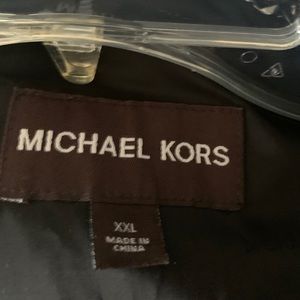 MICHAEL KORS
XXL
MADE IN
CHINA